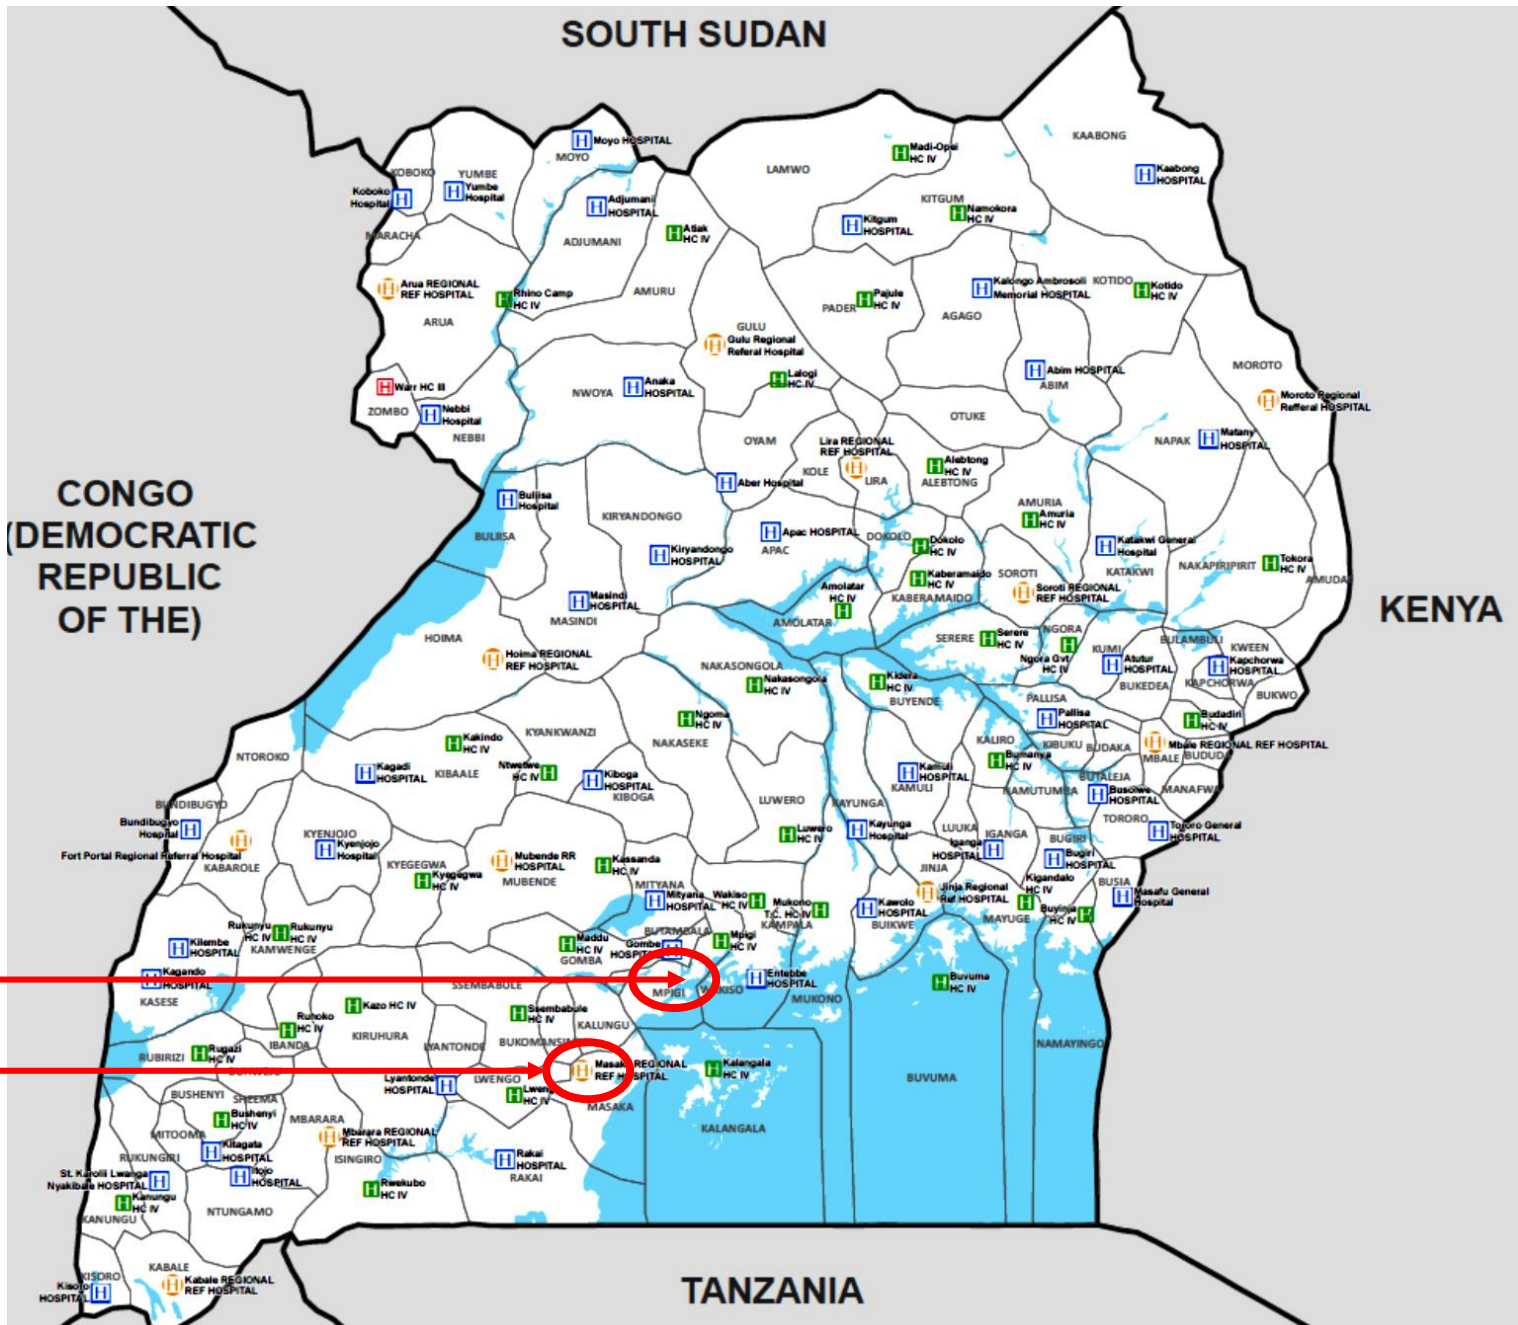 SOUTH SUDAN
KAABONG
Moyo HOSPITAL
MOYO
Madi-Opei
HC IV
LAMWO
Kaabong
HOSPITAL
KOBOKO
YUMBE
Koboko
Hospital
Yumbe
Hospital
Adjumani
HOSPITAL
KITGUM
Namokora
HC IV
Kitgum
HOSPITAL
Atiak
HC IV
MARACHA
ADJUMANI
Arua REGIONAL
REF HOSPITAL
Rhino Camp
HC IV
AMURU
Pajule
HC IV
PADER
Kalongo Ambrosoli
Memorial HOSPITAL
KOTIDO
Kotido
HC IV
AGAGO
ARUA
GULU
Gulu Regional
Referal Hospital
Warr HC III
ZOMBO
Nebbi
Hospital
NEBBI
NWOYA
Anaka
HOSPITAL
Lalogi
HC IV
Abim HOSPITAL
ABIM
MOROTO
Moroto Regional
Refferal HOSPITAL
OTUKE
OYAM
Lira REGIONAL
REF HOSPITAL
KOLE
LIRA
Alebtong
HC IV
ALEBTONG
NAPAK
Matany
HOSPITAL
CONGO
(DEMOCRATIC
REPUBLIC
OF THE)
Buliisa
Hospital
BULIISA
KIRYANDONGO
Aber Hospital
Apac HOSPITAL
APAC
Kiryandongo
HOSPITAL
DOKOLO
Dokolo
HC IV
AMURIA
Amuria
HC IV
Katakwi General
Hospital
KATAKWI
NAKAPIRIPIRIT
Tokora
HC IV
AMUDAT
Masindi
HOSPITAL
MASINDI
Amolatar
HC IV
AMOLATAR
Kaberamaido
HC IV
KABERAMAIDO
SOROTI
Soroti REGIONAL
REF HOSPITAL
KENYA
HOIMA
Hoima REGIONAL
REF HOSPITAL
SERERE
Serere
HC IV
NGORA
Ngora Gvt
HC IV
KUMI
Atutur
HOSPITAL
BUKEDEA
BULAMBULI
KWEEN
Kapchorwa
HOSPITAL
KAPCHORWA
BUKWO
NAKASONGOLA
Nakasongola
HC IV
Kidera
HC IV
BUYENDE
PALLISA
Pallisa
HOSPITAL
Budadiri
HC IV
Ngoma
HC IV
NAKASEKE
KYANKWANZI
Kakindo
HC IV
NTOROKO
Kagadi
HOSPITAL
KIBAALE
Ntwetwe
HC IV
Kiboga
HOSPITAL
KIBOGA
KALIRO
Bumanya
HC IV
KIBUKU
BUDAKA
Mbale REGIONAL REF HOSPITAL
MBALE
BUDUDA
Kamuli
HOSPITAL
KAMULI
NAMUTUMBA
BUTALEJA
Busolwe
HOSPITAL
MANAFWA
BUNDIBUGYO
Bundibugyo
Hospital
Fort Portal Regional Referral Hospital
KABAROLE
KYENJOJO
Kyenjojo
Hospital
LUWERO
Luwero
HC IV
KAYUNGA
Kayunga
Hospital
LUUKA
IGANGA
Iganga
HOSPITAL
BUGIRI
Bugiri
HOSPITAL
TORORO
Tororo General
HOSPITAL
KYEGEGWA
Kyegegwa
HC IV
Mubende RR
HOSPITAL
MUBENDE
Kassanda
HC IV
MITYANA
Mityana
HOSPITAL
Wakiso
HC IV
Mukono
T.C. HC IV
KAMPALA
Kawolo
HOSPITAL
BUIKWE
JINJA
Jinja Regional
Ref HOSPITAL
Kigandalo
HC IV
MAYUGE
Buyinja
HC IV
BUSIA
Masafu General
Hospital
Kilembe
HOSPITAL
Rukunyu
HC IV
Rukunyu
HC IV
KAMWENGE
Maddu
HC IV
GOMBA
BUTAMBALA
Gombe
HOSPITAL
Mpigi
HC IV
Kagando
HOSPITAL
KASESE
SSEMBABULE
MPIGI
WAKISO
Entebbe
HOSPITAL
MUKONO
Buvuma
HC IV
Kazo HC IV
Ruhoko
HC IV
IBANDA
KIRUHURA
Ssembabule
HC IV
BUKOMANSIMBI
KALUNGU
LYANTONDE
NAMAYINGO
RUBIRIZI
Rugazi
HC IV
BUHWEJU
Lyantonde
HOSPITAL
LWENGO
Lwengo
HC IV
Masaka REGIONAL
REF HOSPITAL
MASAKA
Kalangala
HC IV
BUVUMA
BUSHENYI
SHEEMA
Bushenyi
HC IV
MBARARA
Mbarara REGIONAL
REF HOSPITAL
ISINGIRO
KALANGALA
MITOOMA
Kitagata
HOSPITAL
RUKUNGIRI
St. Karolii Lwanga
Nyakibale HOSPITAL
Itojo
HOSPITAL
Rakai
HOSPITAL
RAKAI
Kanungu
HC IV
KANUNGU
NTUNGAMO
Rwekubo
HC IV
KISORO
Kisoro
HOSPITAL
KABALE
Kabale REGIONAL
REF HOSPITAL
TANZANIA